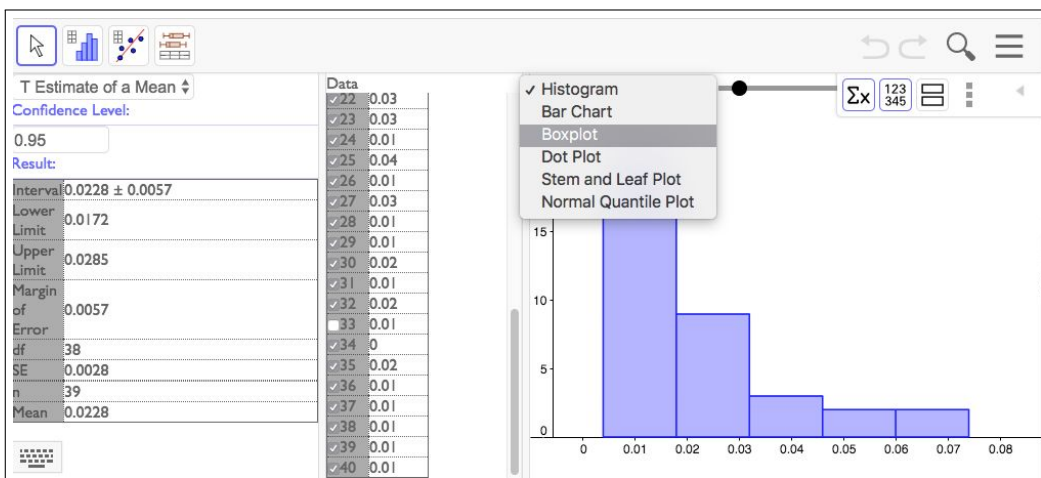 T Estimate of a Mean
Confidence Level:
0.95
Result:
Interval 0.0228 ± 0.0057
Lower Limit 0.0172
Upper Limit 0.0285
Margin of Error 0.0057
df 38
SE 0.0028
n 39
Mean 0.0228
Data
22 0.03
23 0.03
24 0.01
25 0.04
26 0.01
27 0.03
28 0.01
29 0.01
30 0.02
31 0.01
32 0.02
33 0.01
34 0
35 0.02
36 0.01
37 0.01
38 0.01
39 0.01
40 0.01
✓ Histogram
Bar Chart
Boxplot
Dot Plot
Stem and Leaf Plot
Normal Quantile Plot
Σx
123
345
15
10
5
0
0 0.01 0.02 0.03 0.04 0.05 0.06 0.07 0.08